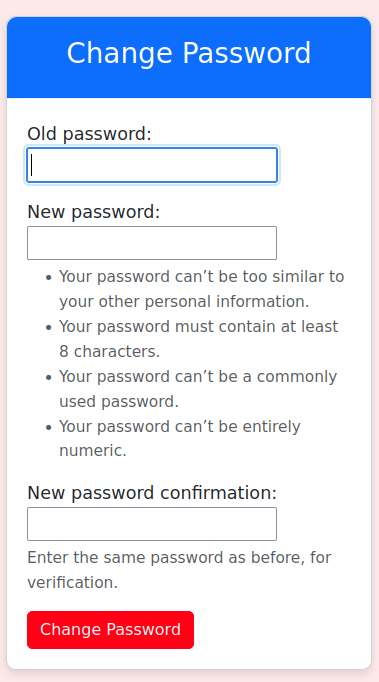 Change Password
Old password:
New password:
• Your password can’t be too similar to
your other personal information.
• Your password must contain at least
8 characters.
• Your password can’t be a commonly
used password.
• Your password can’t be entirely
numeric.
New password confirmation:
Enter the same password as before, for
verification.
Change Password